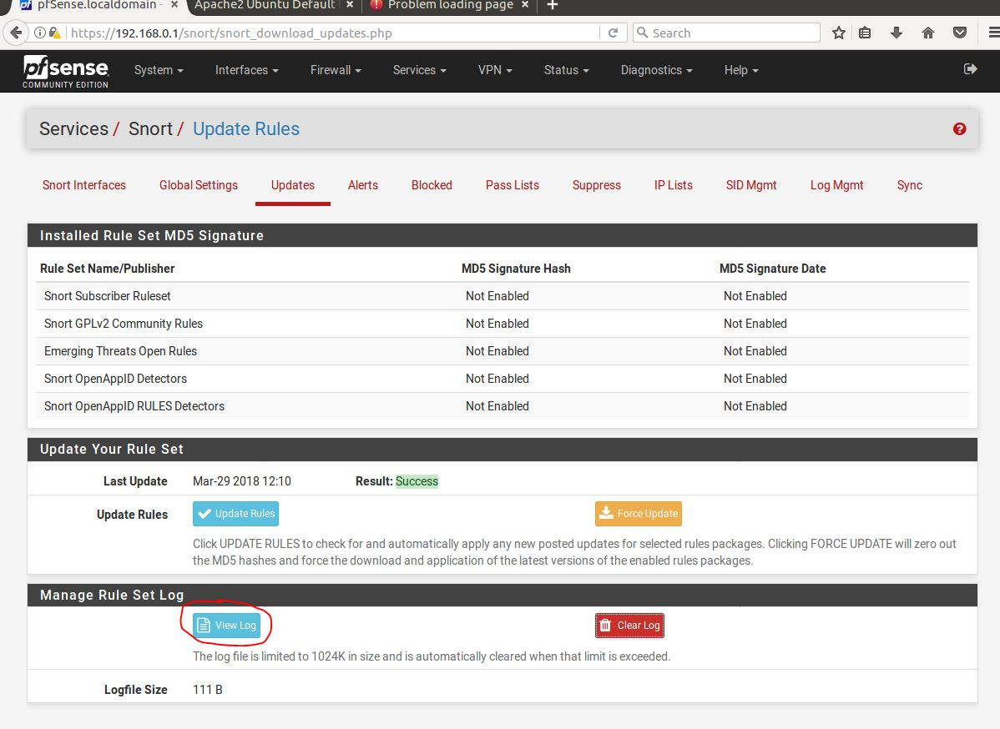 pfSense.localdomain - × Apache2 Ubuntu Default × Problem loading page × +
https://192.168.0.1/snort/snort_download_updates.php Search
pfsense System Interfaces Firewall Services VPN Status Diagnostics Help
COMMUNITY EDITION
Services / Snort / Update Rules ?
Snort Interfaces Global Settings Updates Alerts Blocked Pass Lists Suppress IP Lists SID Mgmt Log Mgmt Sync
Installed Rule Set MD5 Signature
Rule Set Name/Publisher MD5 Signature Hash MD5 Signature Date
Snort Subscriber Ruleset Not Enabled Not Enabled
Snort GPLv2 Community Rules Not Enabled Not Enabled
Emerging Threats Open Rules Not Enabled Not Enabled
Snort OpenAppID Detectors Not Enabled Not Enabled
Snort OpenAppID RULES Detectors Not Enabled Not Enabled
Update Your Rule Set
Last Update Mar-29 2018 12:10 Result: Success
Update Rules Update Rules Force Update
Click UPDATE RULES to check for and automatically apply any new posted updates for selected rules packages. Clicking FORCE UPDATE will zero out
the MD5 hashes and force the download and application of the latest versions of the enabled rules packages.
Manage Rule Set Log
View Log Clear Log
The log file is limited to 1024K in size and is automatically cleared when that limit is exceeded.
Logfile Size 111 B